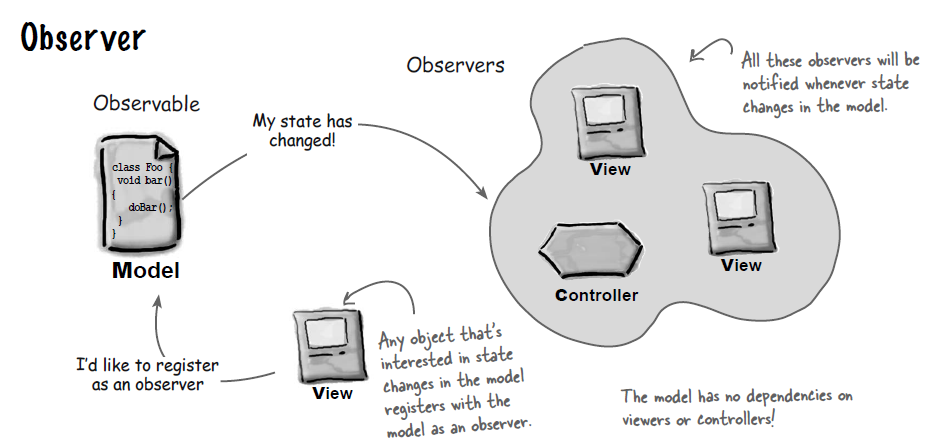 Observer
Observers
Observable
All these observers will be
notified whenever state
changes in the model.
My state has
changed!
class Foo {
void bar()
{
doBar();
}
}
Model
View
View
Controller
I'd like to register
as an observer
View
Any object that's
interested in state
changes in the model
registers with the
model as an observer.
The model has no dependencies on
viewers or controllers!